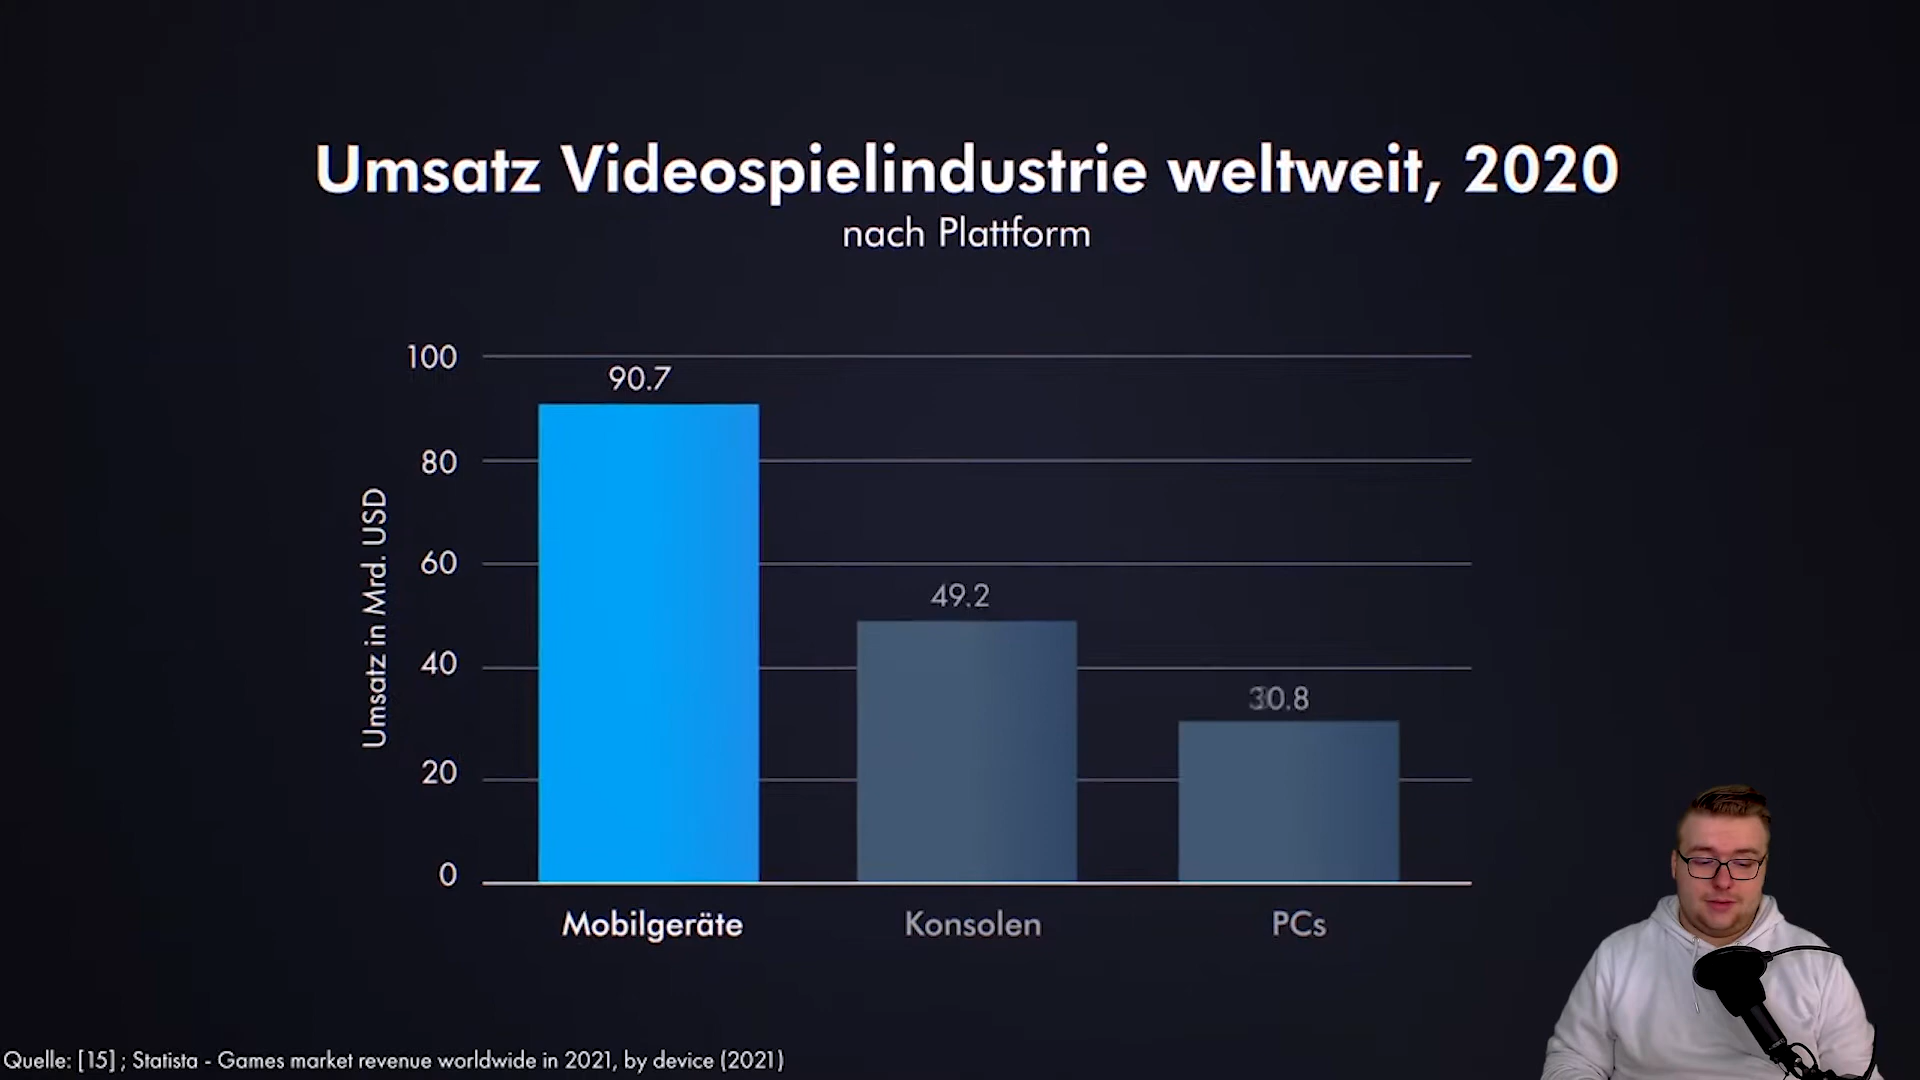 Umsatz Videospielindustrie weltweit, 2020
nach Plattform
Umsatz in Mrd. USD
100
80
60
40
20
0
90.7
49.2
30.8
Mobilgeräte
Konsolen
PCs
Quelle: [15] ; Statista - Games market revenue worldwide in 2021, by device (2021)